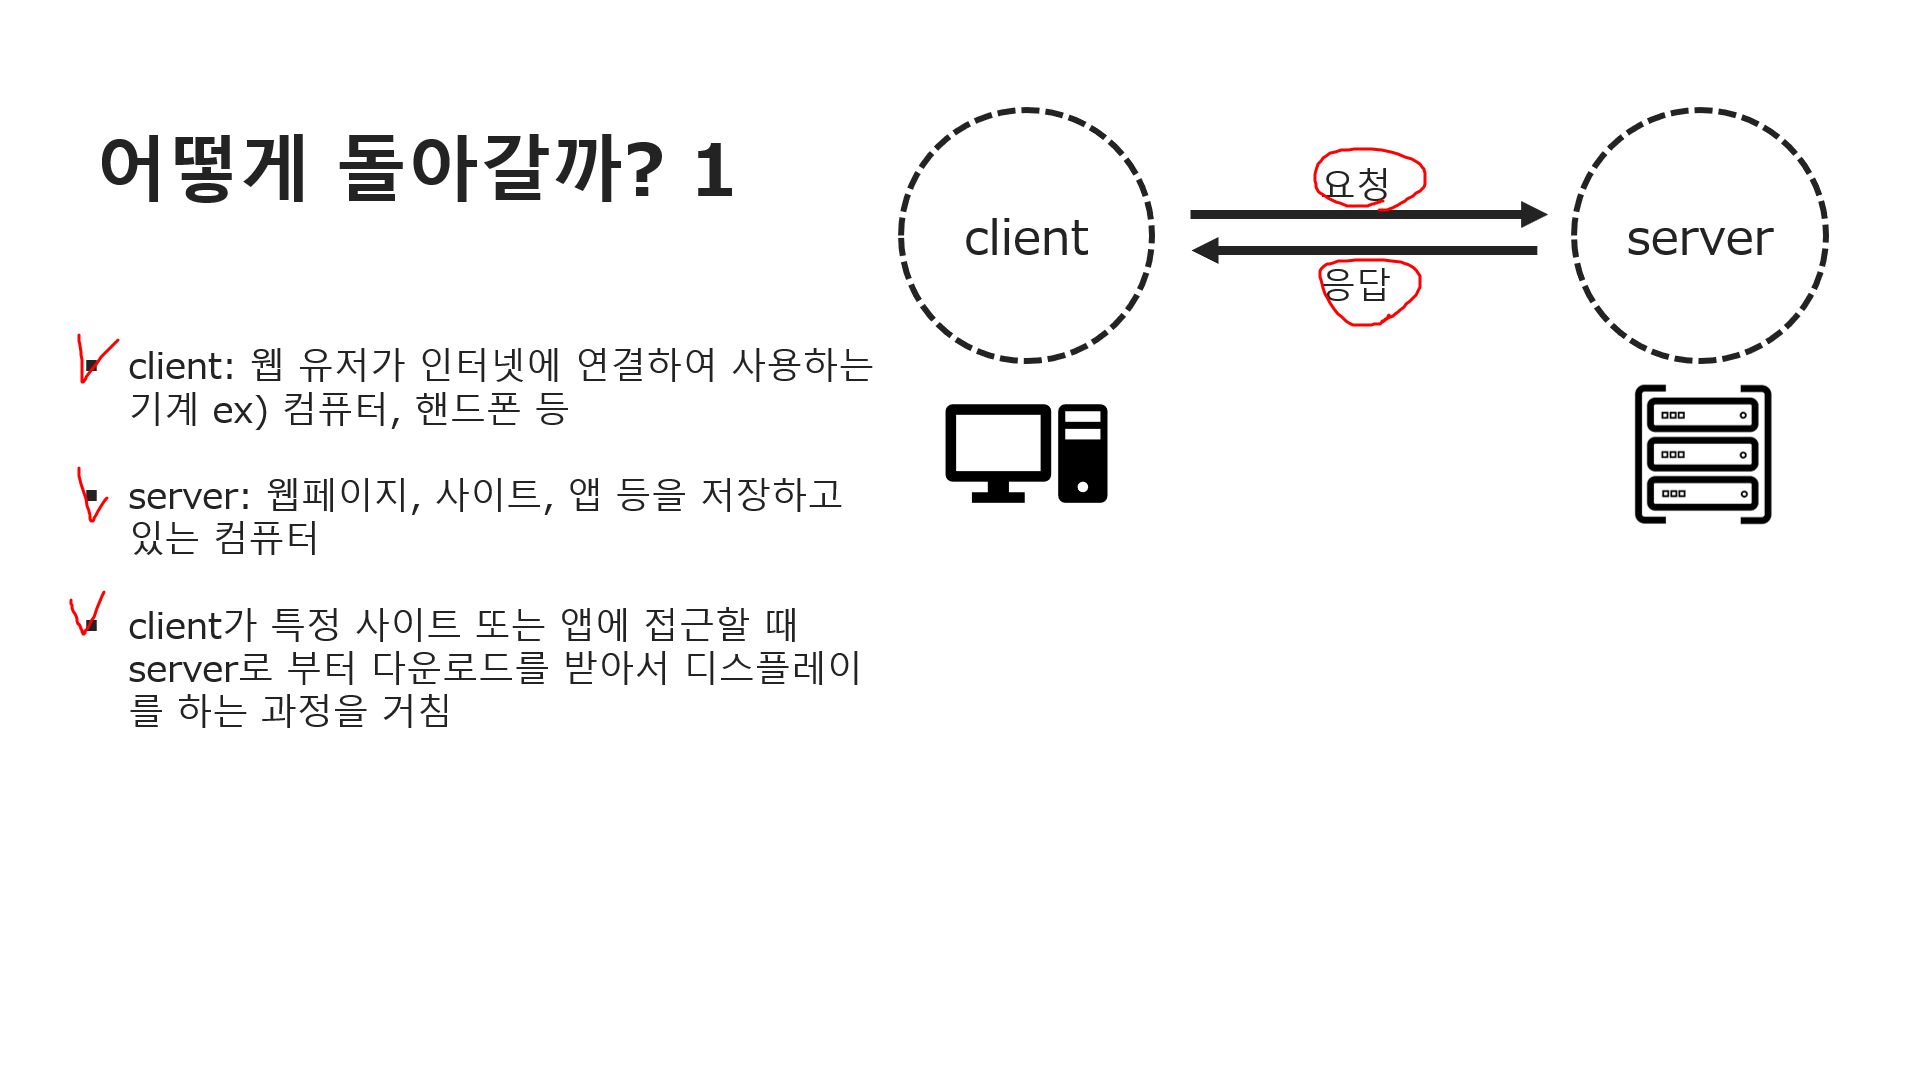 어떻게 돌아갈까? 1
client: 웹 유저가 인터넷에 연결하여 사용하는
기계 ex) 컴퓨터, 핸드폰 등
server: 웹페이지, 사이트, 앱 등을 저장하고
있는 컴퓨터
client가 특정 사이트 또는 앱에 접근할 때
server로 부터 다운로드를 받아서 디스플레이
를 하는 과정을 거침
client
요청
응답
server